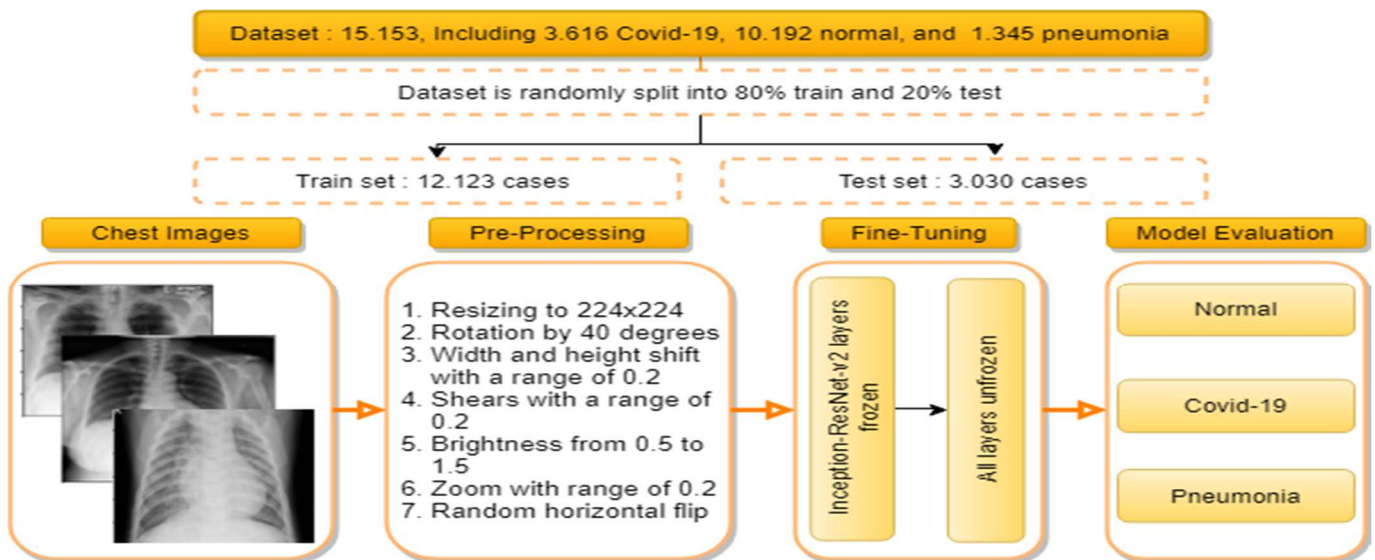 Dataset : 15.153, Including 3.616 Covid-19, 10.192 normal, and 1.345 pneumonia
Dataset is randomly split into 80% train and 20% test
Train set : 12.123 cases
Test set : 3.030 cases
Chest Images
Pre-Processing
Fine-Tuning
Model Evaluation
1. Resizing to 224x224
2. Rotation by 40 degrees
3. Width and height shift
with a range of 0.2
4. Shears with a range of
0.2
5. Brightness from 0.5 to
1.5
6. Zoom with range of 0.2
7. Random horizontal flip
Inception-ResNet-v2 layers
frozen
All layers unfrozen
Normal
Covid-19
Pneumonia